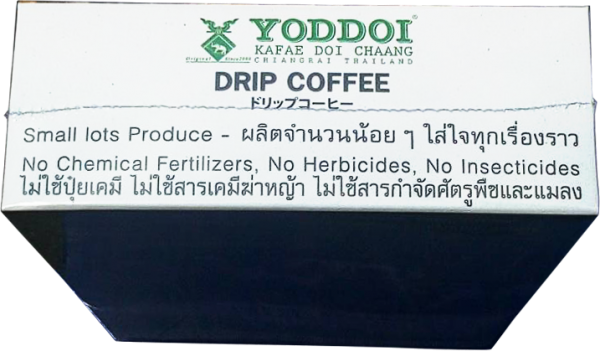 YODDOI
KAFAE DOI CHAANG
CHIANGRAI THAILAND
Original Since2000
DRIP COFFEE
ドリップコーヒー
Small lots Produce - ผลิตจำนวนน้อย ๆ ใส่ใจทุกเรื่องราว
No Chemical Fertilizers, No Herbicides, No Insecticides
ไม่ใช้ปุ๋ยเคมี ไม่ใช้สารเคมีฆ่าหญ้า ไม่ใช้สารกำจัดศัตรูพืชและแมลง